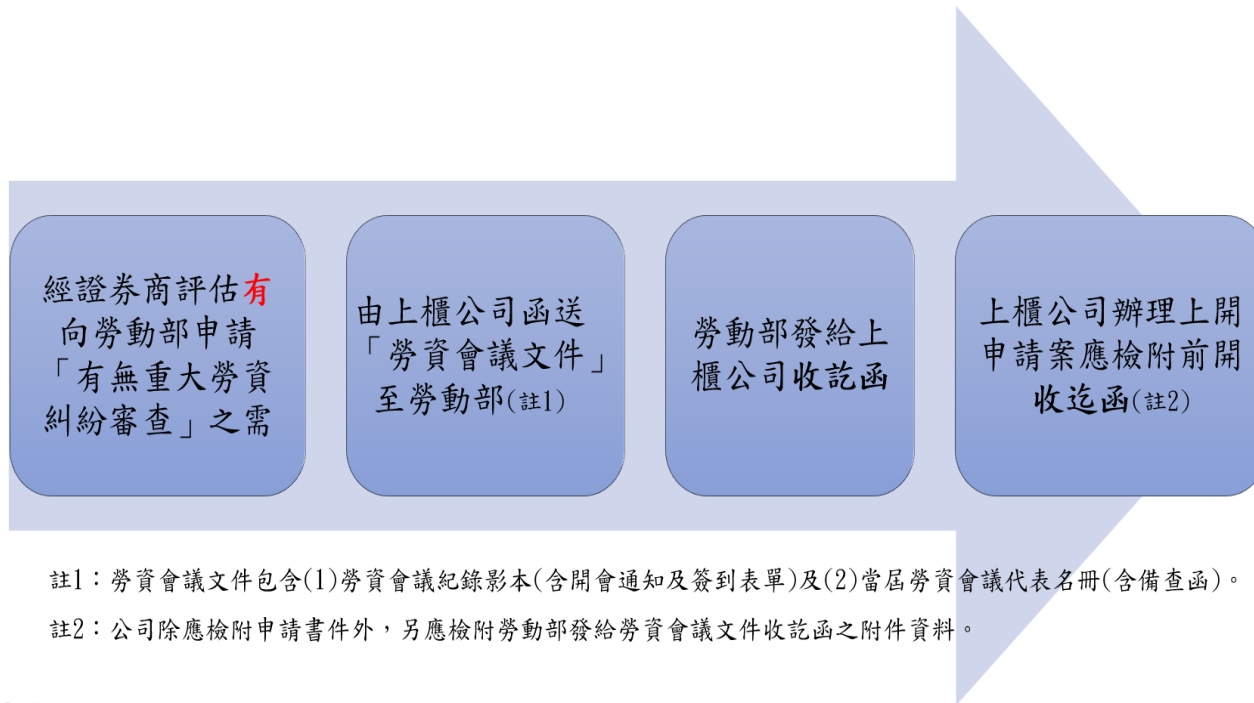 經證券商評估有
向勞動部申請
「有無重大勞資
糾紛審查」之需
由上櫃公司函送
「勞資會議文件」
至勞動部(註1)
勞動部發給上
櫃公司收訖函
上櫃公司辦理上開
申請案應檢附前開
收迄函(註2)
註1：勞資會議文件包含(1)勞資會議紀錄影本(含開會通知及簽到表單)及(2)當屆勞資會議代表名冊(含備查函)。
註2：公司除應檢附申請書件外，另應檢附勞動部發給勞資會議文件收訖函之附件資料。